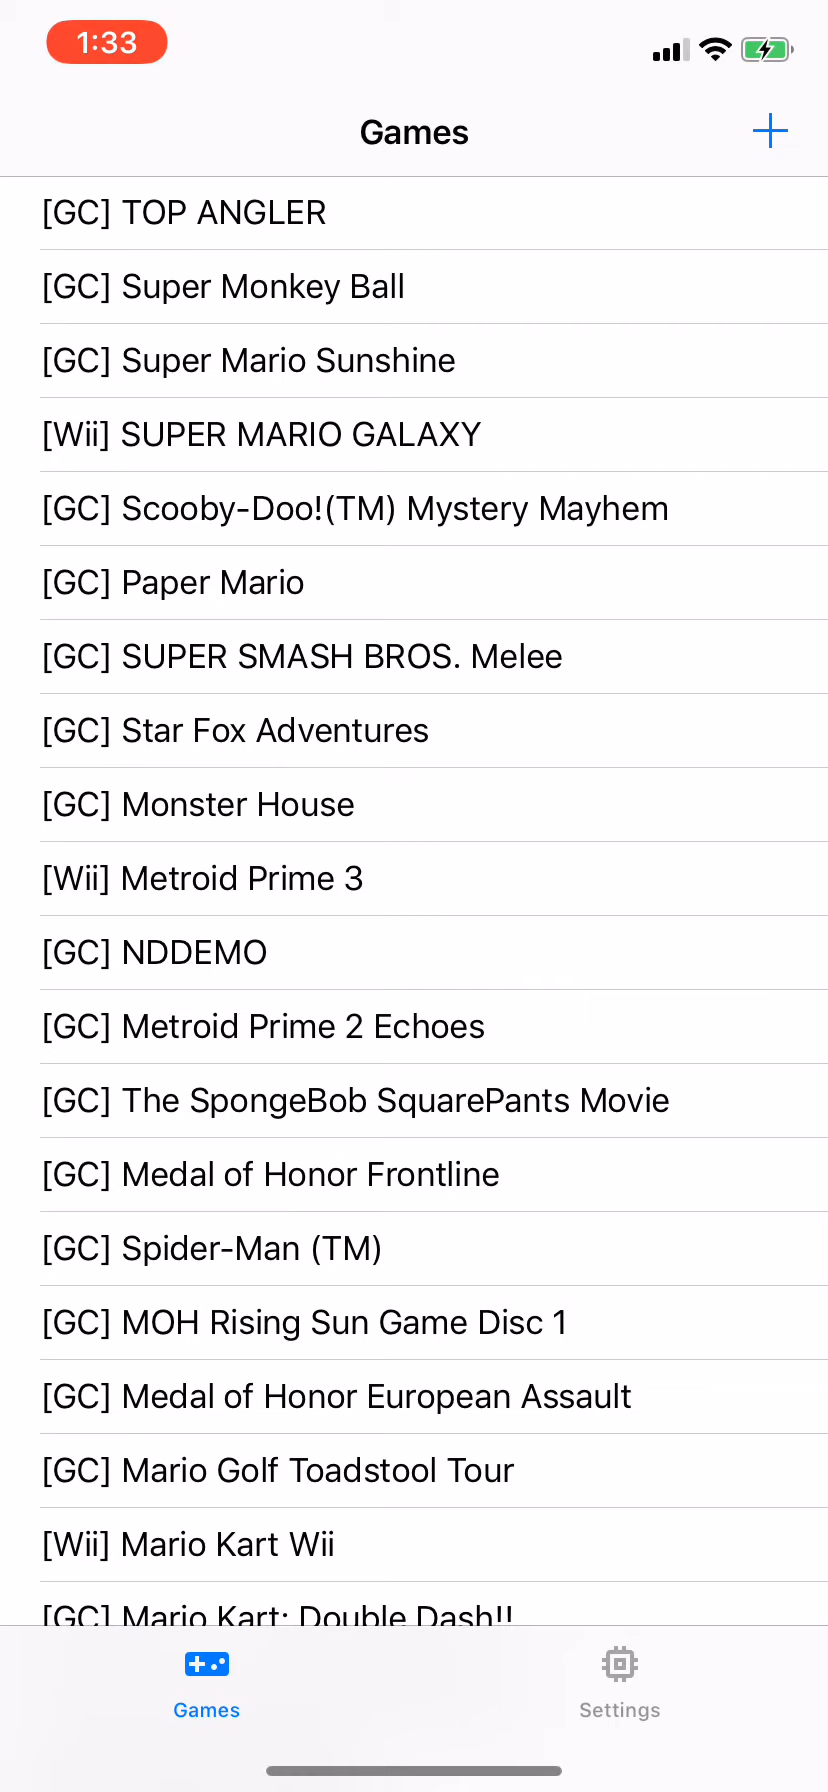 1:33
Games
[GC] TOP ANGLER
[GC] Super Monkey Ball
[GC] Super Mario Sunshine
[Wii] SUPER MARIO GALAXY
[GC] Scooby-Doo!(TM) Mystery Mayhem
[GC] Paper Mario
[GC] SUPER SMASH BROS. Melee
[GC] Star Fox Adventures
[GC] Monster House
[Wii] Metroid Prime 3
[GC] NDDEMO
[GC] Metroid Prime 2 Echoes
[GC] The SpongeBob SquarePants Movie
[GC] Medal of Honor Frontline
[GC] Spider-Man (TM)
[GC] MOH Rising Sun Game Disc 1
[GC] Medal of Honor European Assault
[GC] Mario Golf Toadstool Tour
[Wii] Mario Kart Wii
[GC] Mario Kart: Double Dash!!
Games
Settings